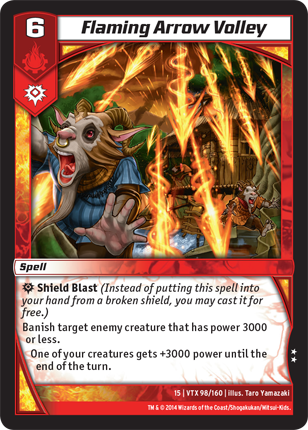 6 Flaming Arrow Volley
Spell
Shield Blast (Instead of putting this spell into
your hand from a broken shield, you may cast it for
free.)
Banish target enemy creature that has power 3000
or less.
One of your creatures gets +3000 power until the
end of the turn.
15 | VTX 98/160 | illus. Taro Yamazaki
TM & © 2014 Wizards of the Coast/Shogakukan/Mitsui-Kids.